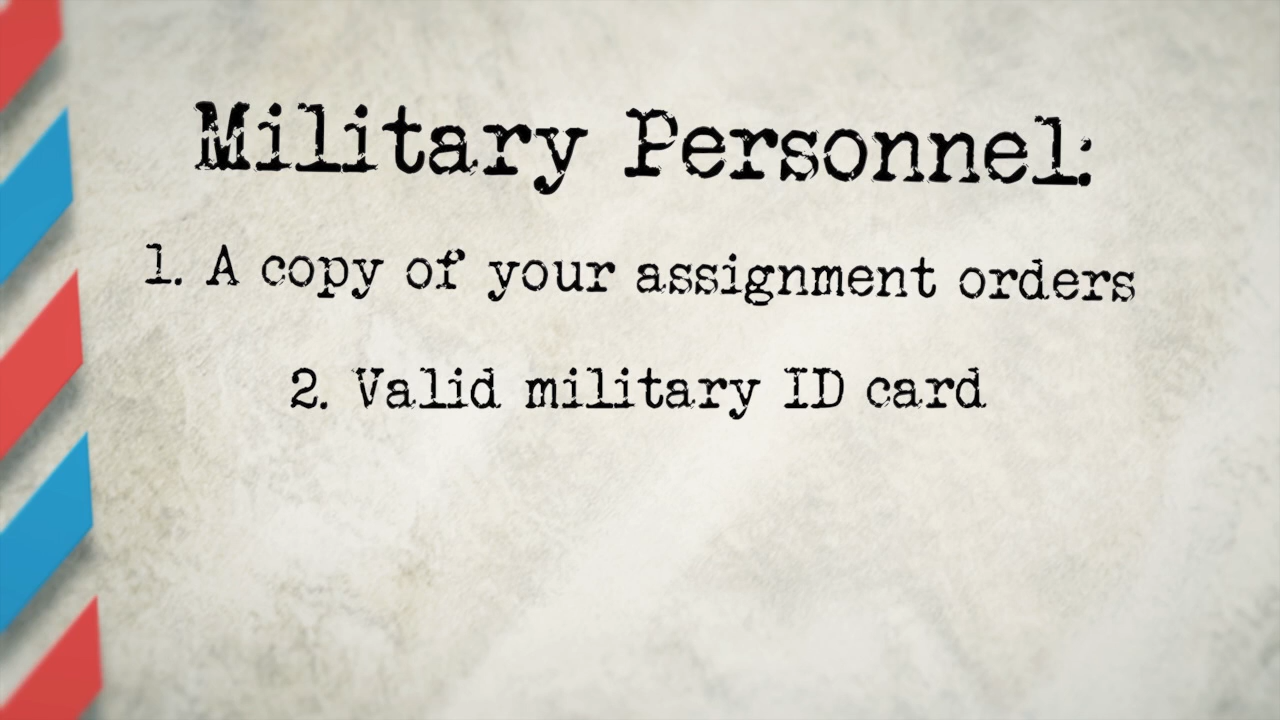 Military Personnel:
1. A copy of your assignment orders
2. Valid military ID card